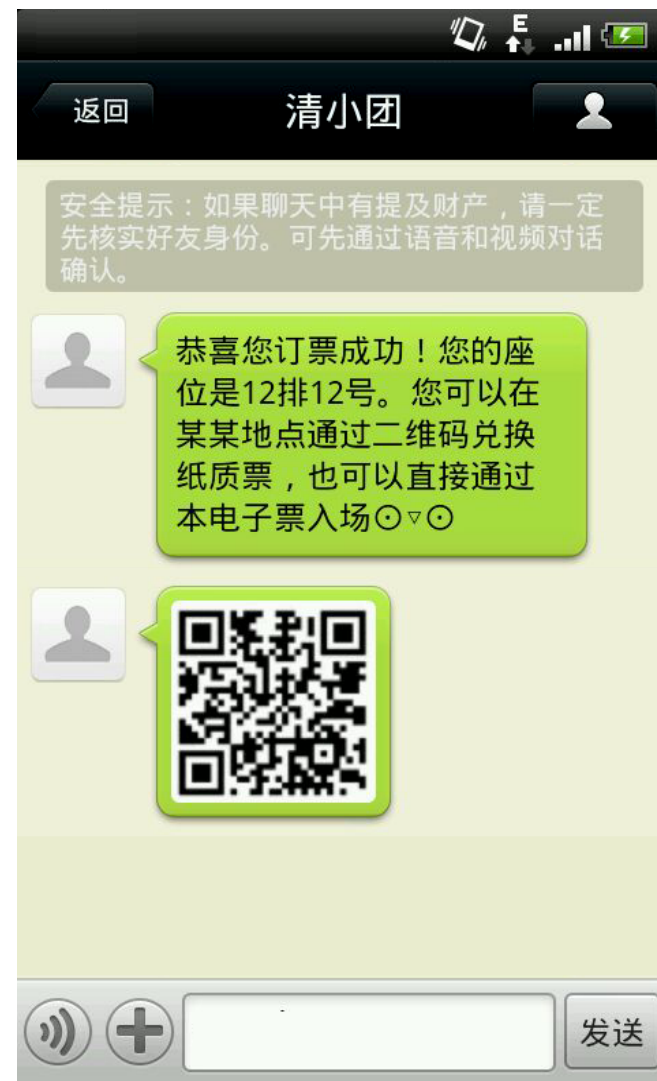 E
返回
清小团
安全提示：如果聊天中有提及财产，请一定
先核实好友身份。可先通过语音和视频对话
确认。
恭喜您订票成功！您的座
位是12排12号。您可以在
某某地点通过二维码兑换
纸质票，也可以直接通过
本电子票入场⊙▿⊙
发送